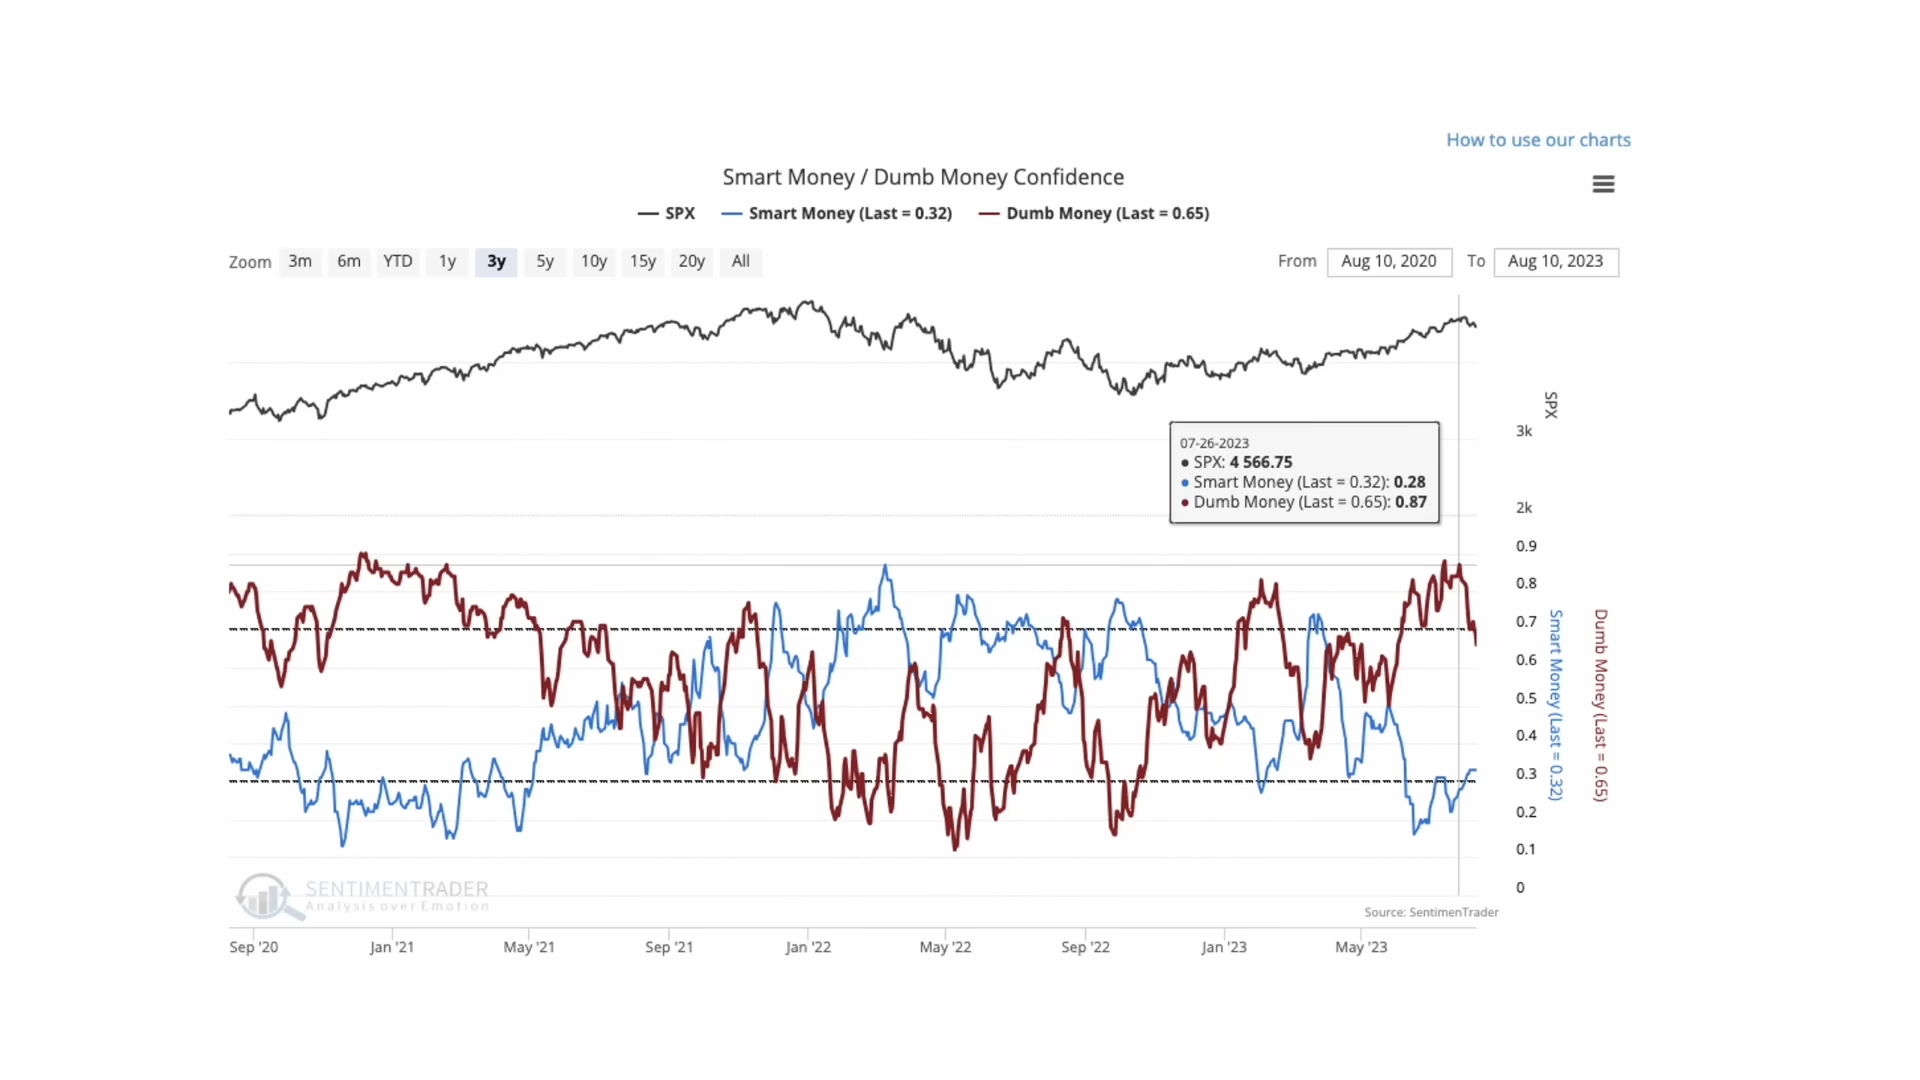 How to use our charts
Smart Money / Dumb Money Confidence
SPX Smart Money (Last = 0.32) Dumb Money (Last = 0.65)
Zoom 3m 6m YTD 1y 3y 5y 10y 15y 20y All From Aug 10, 2020 To Aug 10, 2023
SPX
3k
2k
07-26-2023
● SPX: 4 566.75
● Smart Money (Last = 0.32): 0.28
● Dumb Money (Last = 0.65): 0.87
0.9
0.8
0.7
0.6
0.5
0.4
0.3
0.2
0.1
0
Smart Money (Last = 0.32)
Dumb Money (Last = 0.65)
SENTIMENTRADER
Analysis over Emotion
Source: SentimenTrader
Sep '20 Jan '21 May '21 Sep '21 Jan '22 May '22 Sep '22 Jan '23 May '23